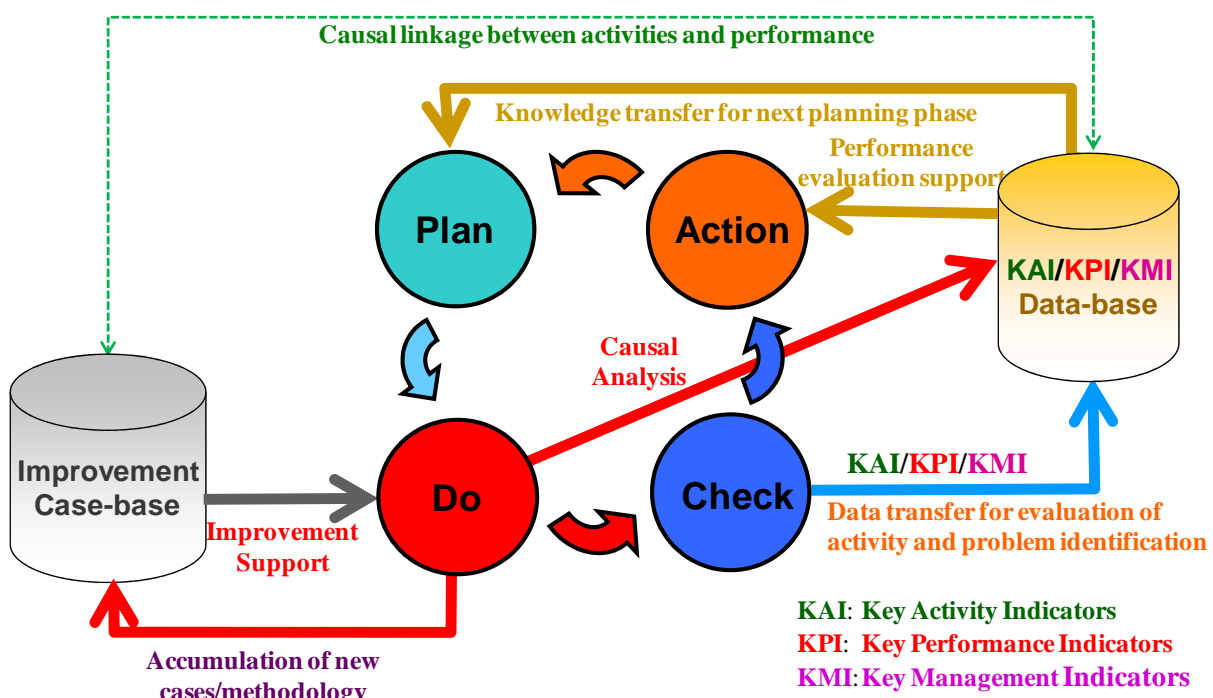 Causal linkage between activities and performance
Knowledge transfer for next planning phase
Performance
evaluation support
Plan
Action
KAI/KPI/KMI
Data-base
Causal
Analysis
Improvement
Case-base
Do
Check
KAI/KPI/KMI
Improvement
Support
Data transfer for evaluation of
activity and problem identification
KAI: Key Activity Indicators
KPI: Key Performance Indicators
KMI: Key Management Indicators
Accumulation of new
cases/methodology